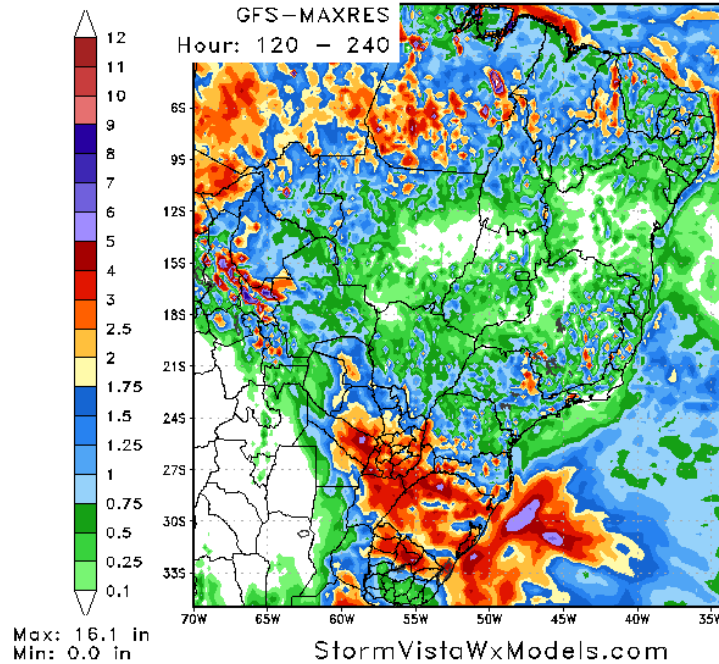 GFS-MAXRES
Hour: 120 - 240
12
11
10
9
8
7
6
5
4
3
2.5
2
1.75
1.5
1.25
1
0.75
0.5
0.25
0.1
6S
9S
12S
15S
18S
21S
24S
27S
30S
33S
70W 65W 60W 55W 50W 45W 40W 35W
Max: 16.1 in
Min: 0.0 in
StormVistaWxModels.com